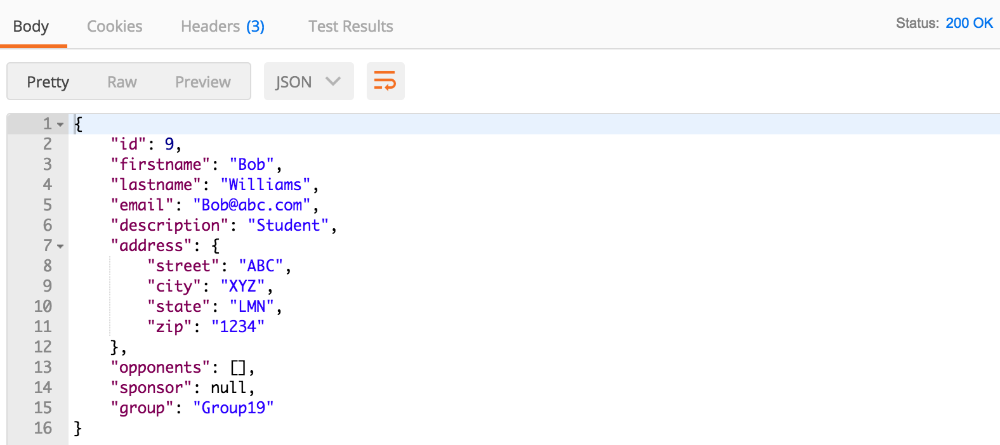 Body Cookies Headers (3) Test Results Status: 200 OK
Pretty Raw Preview JSON
1 {
2 "id": 9,
3 "firstname": "Bob",
4 "lastname": "Williams",
5 "email": "Bob@abc.com",
6 "description": "Student",
7 "address": {
8 "street": "ABC",
9 "city": "XYZ",
10 "state": "LMN",
11 "zip": "1234"
12 },
13 "opponents": [],
14 "sponsor": null,
15 "group": "Group19"
16 }